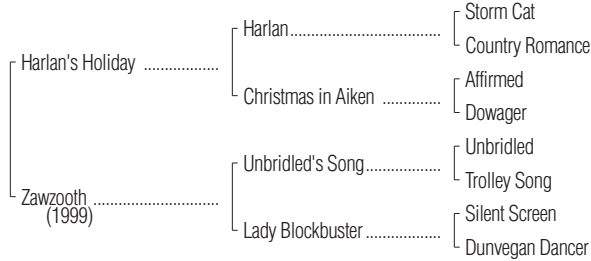 Storm Cat
Harlan
Country Romance
Harlan's Holiday
Affirmed
Christmas in Aiken
Dowager
Unbridled
Unbridled's Song
Trolley Song
Zawzooth
(1999)
Silent Screen
Lady Blockbuster
Dunvegan Dancer